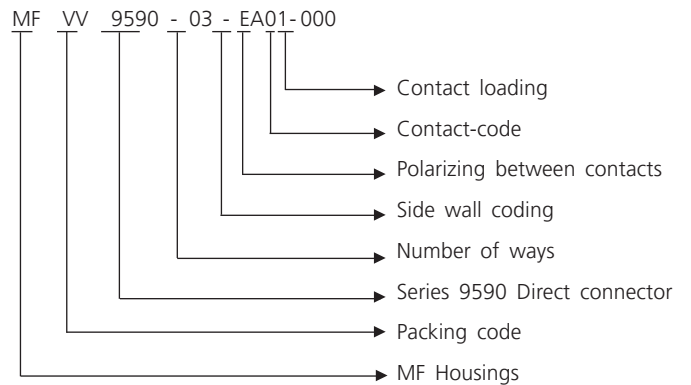 MF VV 9590 - 03 - EA01-000
Contact loading
Contact-code
Polarizing between contacts
Side wall coding
Number of ways
Series 9590 Direct connector
Packing code
MF Housings